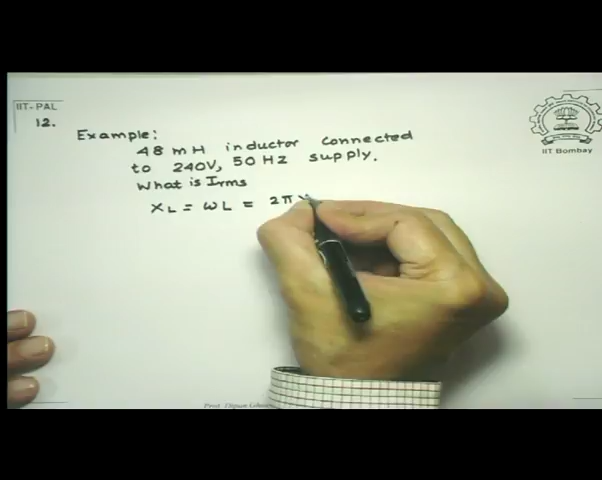 IIT-PAL
12.
Example:
48 mH inductor connected
to 240V, 50 Hz supply.
What is Irms
XL = ωL = 2π
IIT Bombay